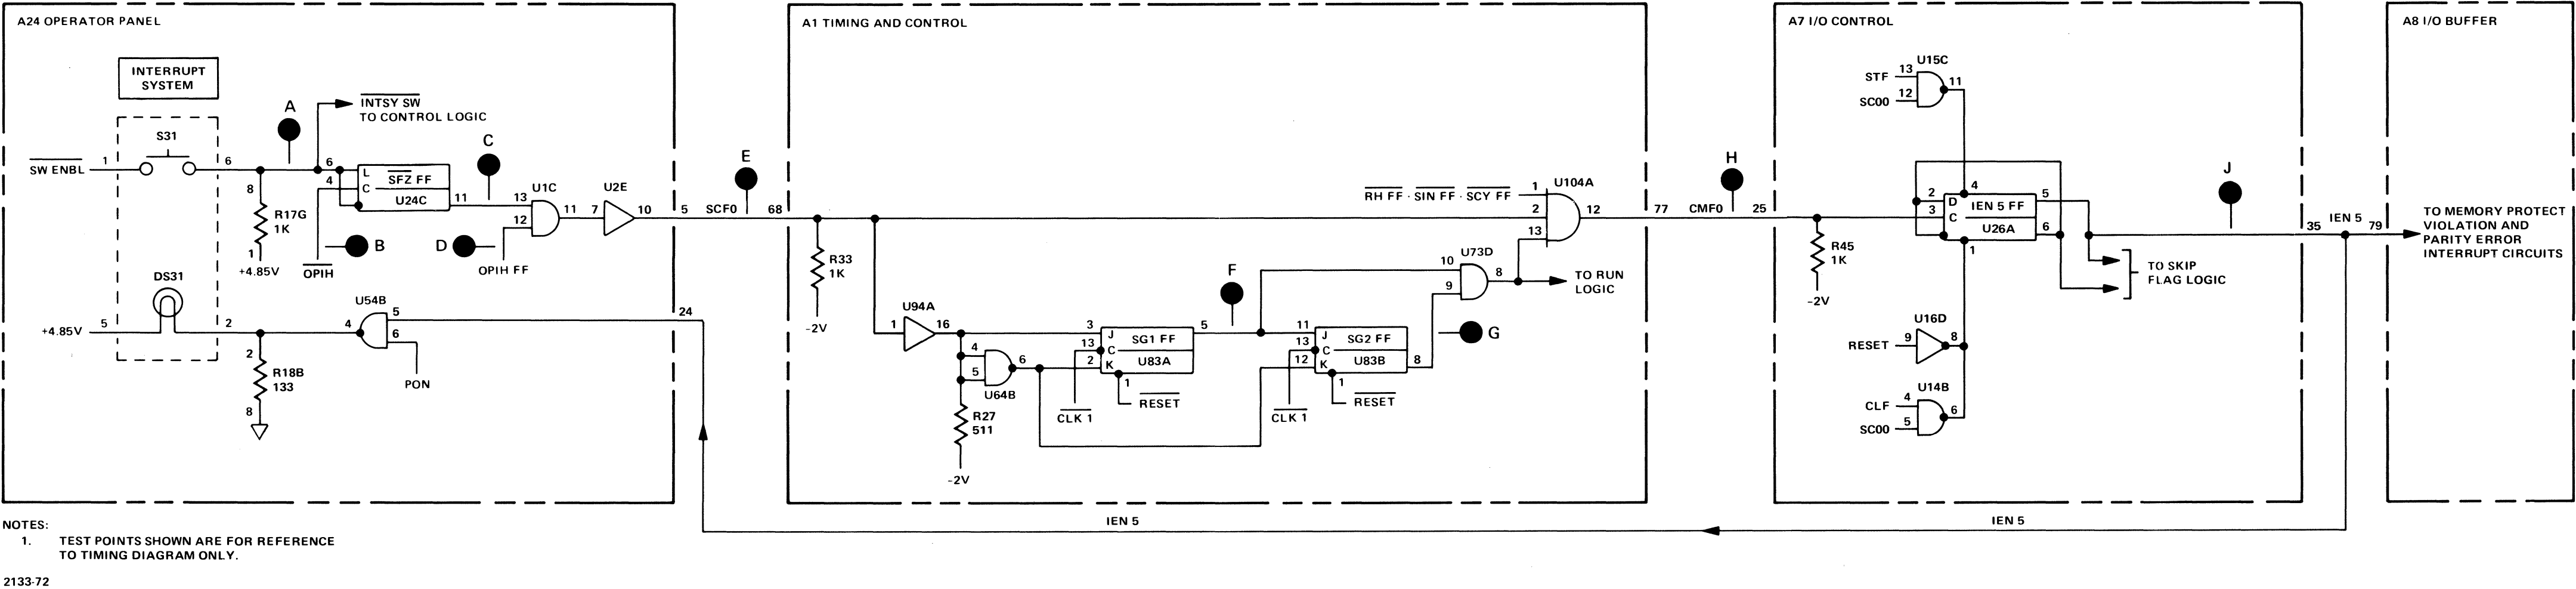 A24 OPERATOR PANEL
INTERRUPT
SYSTEM
S31
SW ENBL
1
6
A
INTSY SW
TO CONTROL LOGIC
8
R17G
1K
1
+4.85V
6
4
L
C
SFZ FF
U24C
11
OPIH
B
C
D
13
12
U1C
11
OPIH FF
7
U2E
10
5
DS31
+4.85V
5
2
2
R18B
133
8
U54B
4
5
6
PON
24
SCF0
E
68
A1 TIMING AND CONTROL
R33
1K
-2V
1
U94A
16
4
5
U64B
6
R27
511
-2V
3
13
2
J
C
K
SG1 FF
U83A
5
1
CLK 1
RESET
F
11
13
12
J
C
K
SG2 FF
U83B
8
1
CLK 1
RESET
G
10
9
U73D
8
TO RUN
LOGIC
RH FF · SIN FF · SCY FF
1
2
13
U104A
12
77
CMF0
H
25
A7 I/O CONTROL
R45
1K
-2V
STF
13
SC00
12
U15C
11
2
3
4
D
C
IEN 5 FF
U26A
5
6
1
U16D
RESET
9
8
U14B
CLF
4
SC00
5
6
TO SKIP
FLAG LOGIC
J
35
IEN 5
79
A8 I/O BUFFER
TO MEMORY PROTECT
VIOLATION AND
PARITY ERROR
INTERRUPT CIRCUITS
IEN 5
IEN 5
NOTES:
1. TEST POINTS SHOWN ARE FOR REFERENCE
TO TIMING DIAGRAM ONLY.
2133-72